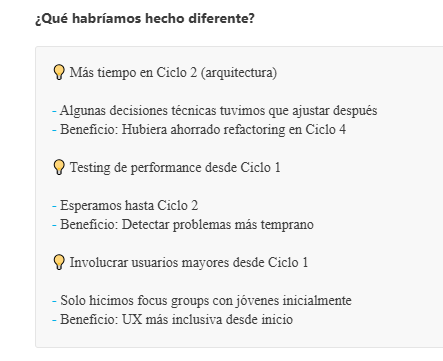 ¿Qué habríamos hecho diferente?
💡 Más tiempo en Ciclo 2 (arquitectura)
- Algunas decisiones técnicas tuvimos que ajustar después
- Beneficio: Hubiera ahorrado refactoring en Ciclo 4
💡 Testing de performance desde Ciclo 1
- Esperamos hasta Ciclo 2
- Beneficio: Detectar problemas más temprano
💡 Involucrar usuarios mayores desde Ciclo 1
- Solo hicimos focus groups con jóvenes inicialmente
- Beneficio: UX más inclusiva desde inicio